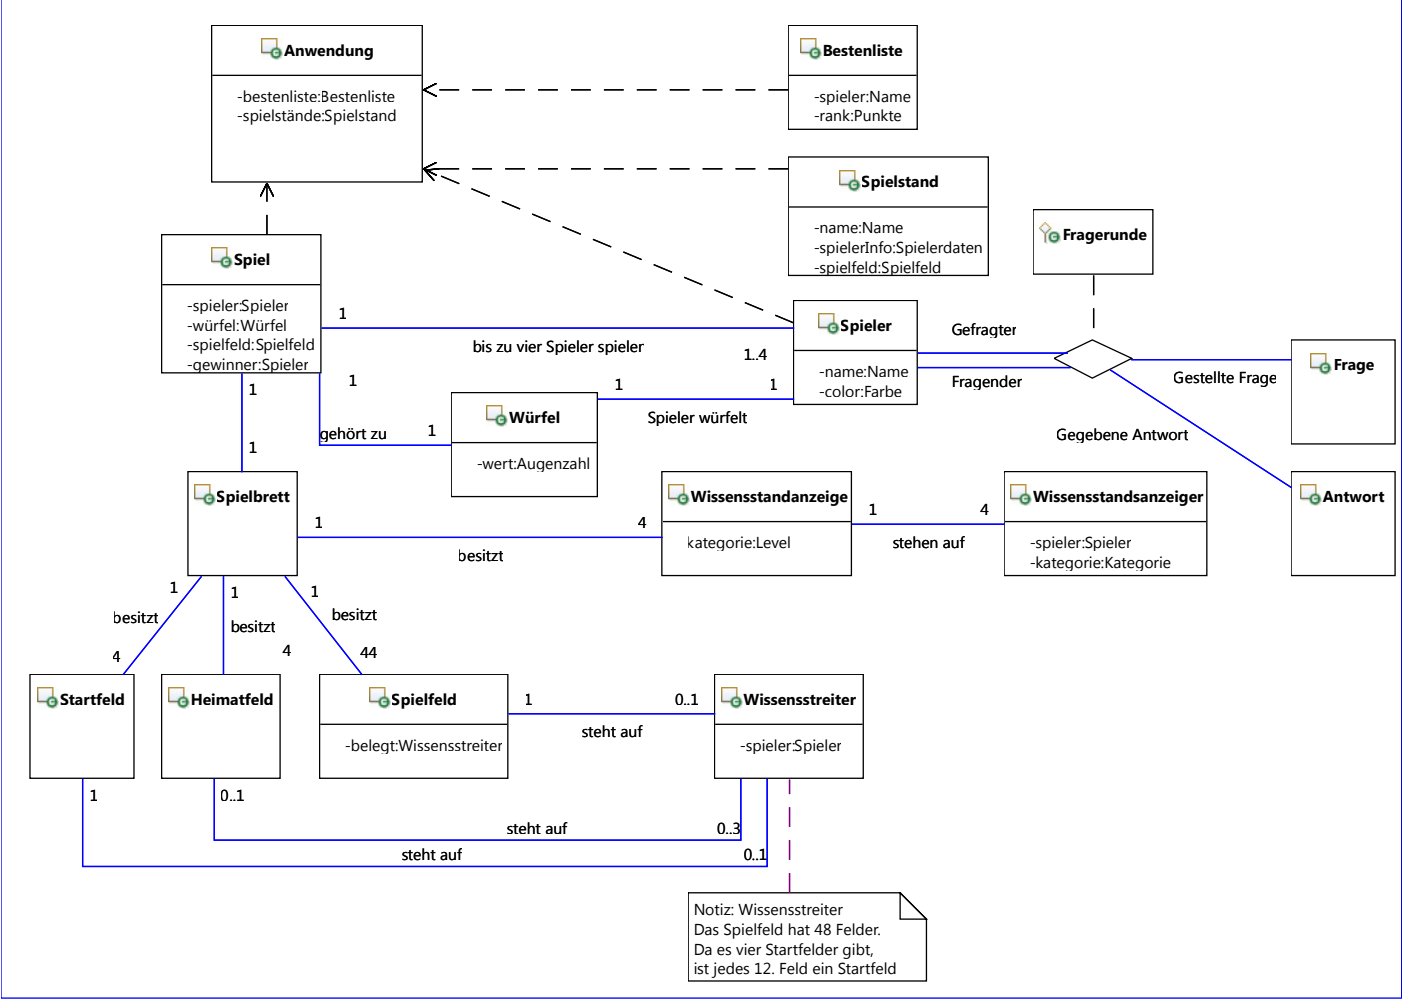 Anwendung
-bestenliste:Bestenliste
-spielstände:Spielstand
Bestenliste
-spieler:Name
-rank:Punkte
Spielstand
-name:Name
-spielerInfo:Spielerdaten
-spielfeld:Spielfeld
Fragerunde
Spiel
-spieler:Spieler
-würfel:Würfel
-spielfeld:Spielfeld
-gewinner:Spieler
1
bis zu vier Spieler spieler
1..4
Spieler
-name:Name
-color:Farbe
Gefragter
Fragender
Gestellte Frage
Frage
Gegebene Antwort
Antwort
1
1
1
gehört zu
1
Würfel
-wert:Augenzahl
1
1
Spieler würfelt
Spielbrett
1
4
besitzt
Wissensstandanzeige
kategorie:Level
1
4
stehen auf
Wissensstandsanzeiger
-spieler:Spieler
-kategorie:Kategorie
1
besitzt
4
1
besitzt
4
1
besitzt
44
Startfeld
Heimatfeld
Spielfeld
-belegt:Wissensstreiter
1
0..1
steht auf
Wissensstreiter
-spieler:Spieler
1
0..1
steht auf
0..3
steht auf
0..1
Notiz: Wissensstreiter
Das Spielfeld hat 48 Felder.
Da es vier Startfelder gibt,
ist jedes 12. Feld ein Startfeld